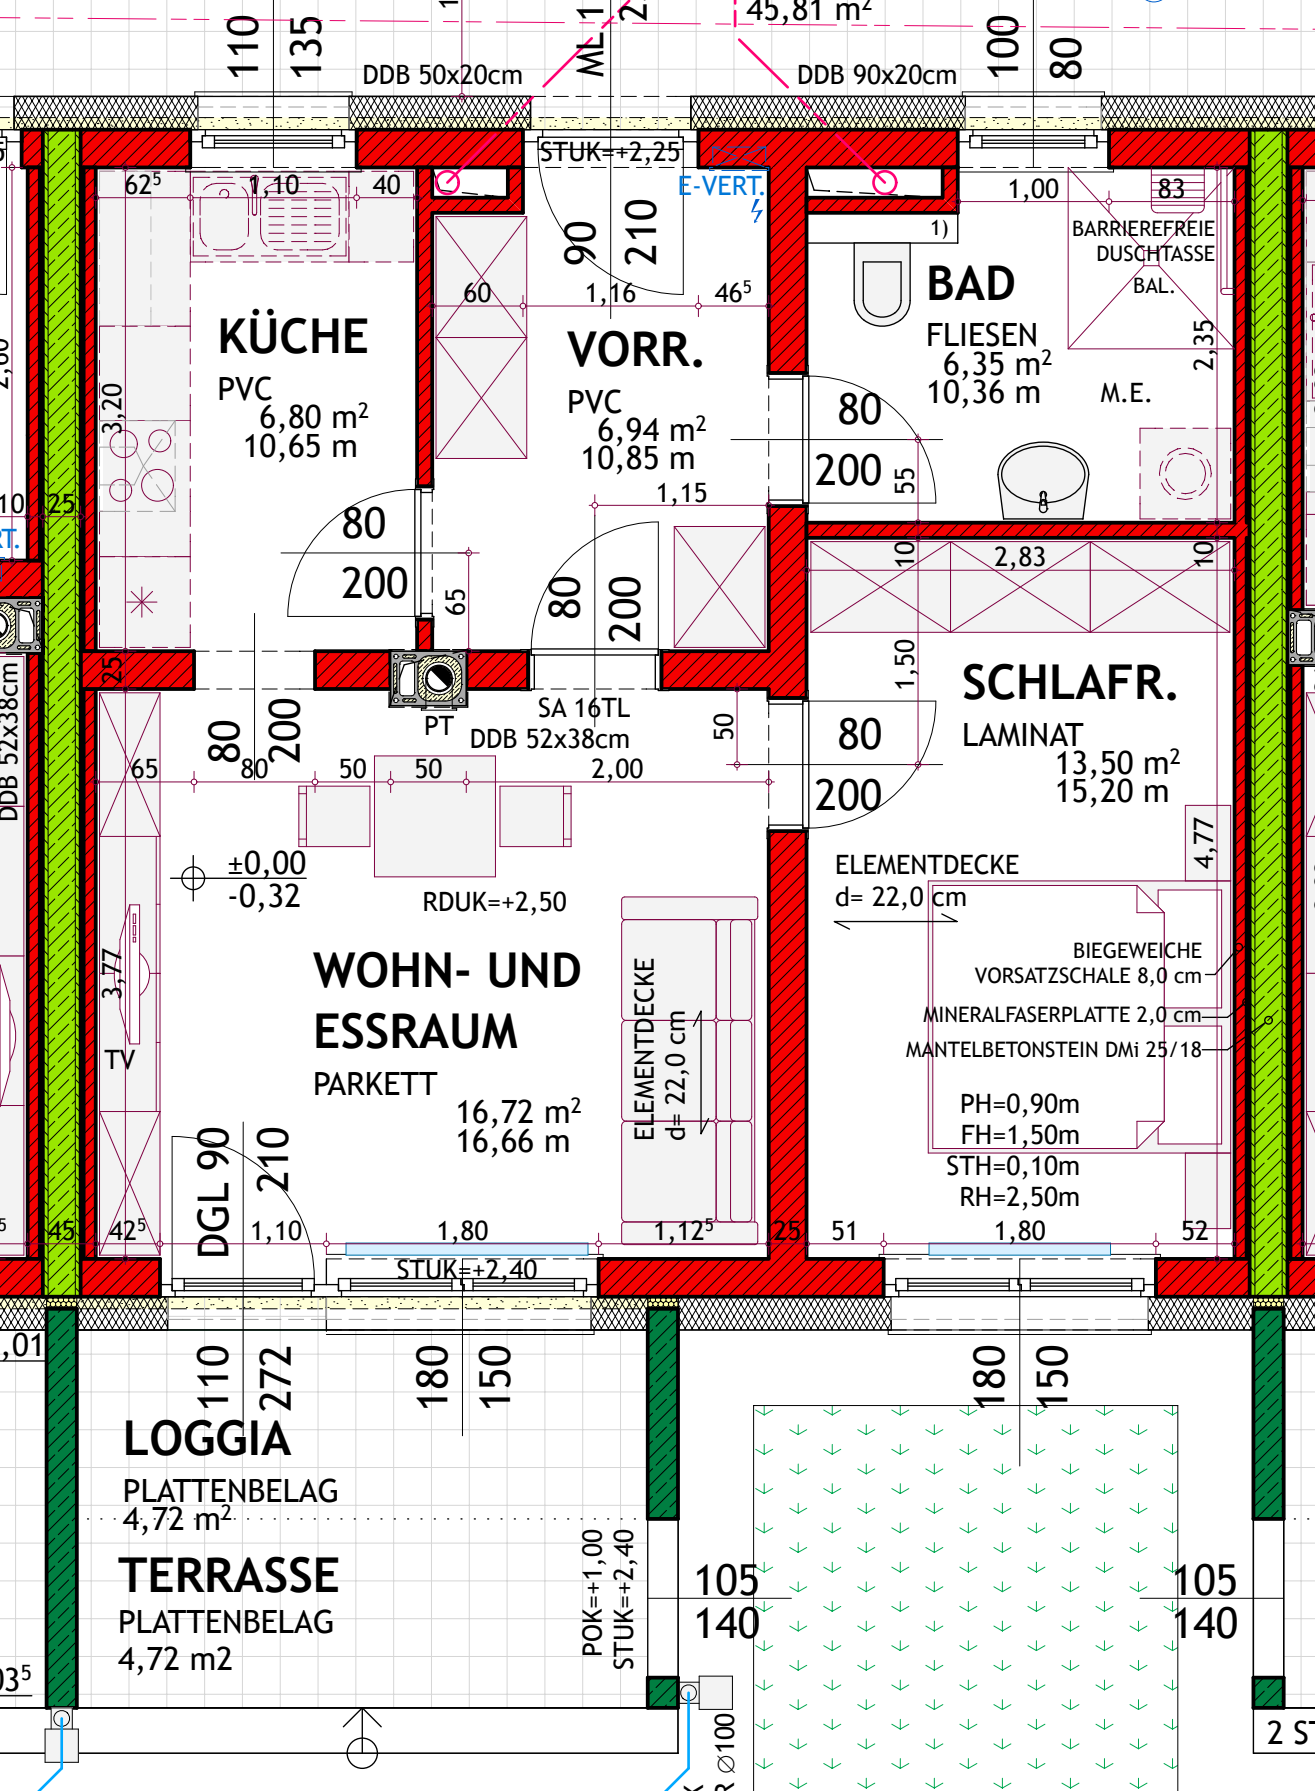 45,81 m²
110
135
DDB 50x20cm
ML 1
DDB 90x20cm
100
80
STUK=+2,25
E-VERT.
62⁵
1,10
40
90
210
1,00
83
1)
BARRIEREFREIE
DUSCHTASSE
BAL.
60
1,16
46⁵
KÜCHE
PVC
6,80 m²
10,65 m
3,20
VORR.
PVC
6,94 m²
10,85 m
BAD
FLIESEN
6,35 m²
10,36 m
2,35
M.E.
80
200
55
1,15
10
25
80
200
65
80
200
10
2,83
10
25
1,50
SCHLAFR.
LAMINAT
13,50 m²
15,20 m
DDB 52x38cm
80
200
PT
SA 16TL
DDB 52x38cm
50
80
200
65
80
50
50
2,00
±0,00
-0,32
RDUK=+2,50
ELEMENTDECKE
d= 22,0 cm
4,77
WOHN- UND
ESSRAUM
PARKETT
16,72 m²
16,66 m
3,77
TV
ELEMENTDECKE
d= 22,0 cm
BIEGEWEICHE
VORSATZSCHALE 8,0 cm
MINERALFASERPLATTE 2,0 cm
MANTELBETONSTEIN DMi 25/18
PH=0,90m
FH=1,50m
STH=0,10m
RH=2,50m
DGL 90
210
45
42⁵
1,10
1,80
1,12⁵
25
51
1,80
52
STUK=+2,40
,01
110
272
180
150
180
150
LOGGIA
PLATTENBELAG
4,72 m²
TERRASSE
PLATTENBELAG
4,72 m2
POK=+1,00
STUK=+2,40
105
140
105
140
03⁵
R ⌀100
2 ST